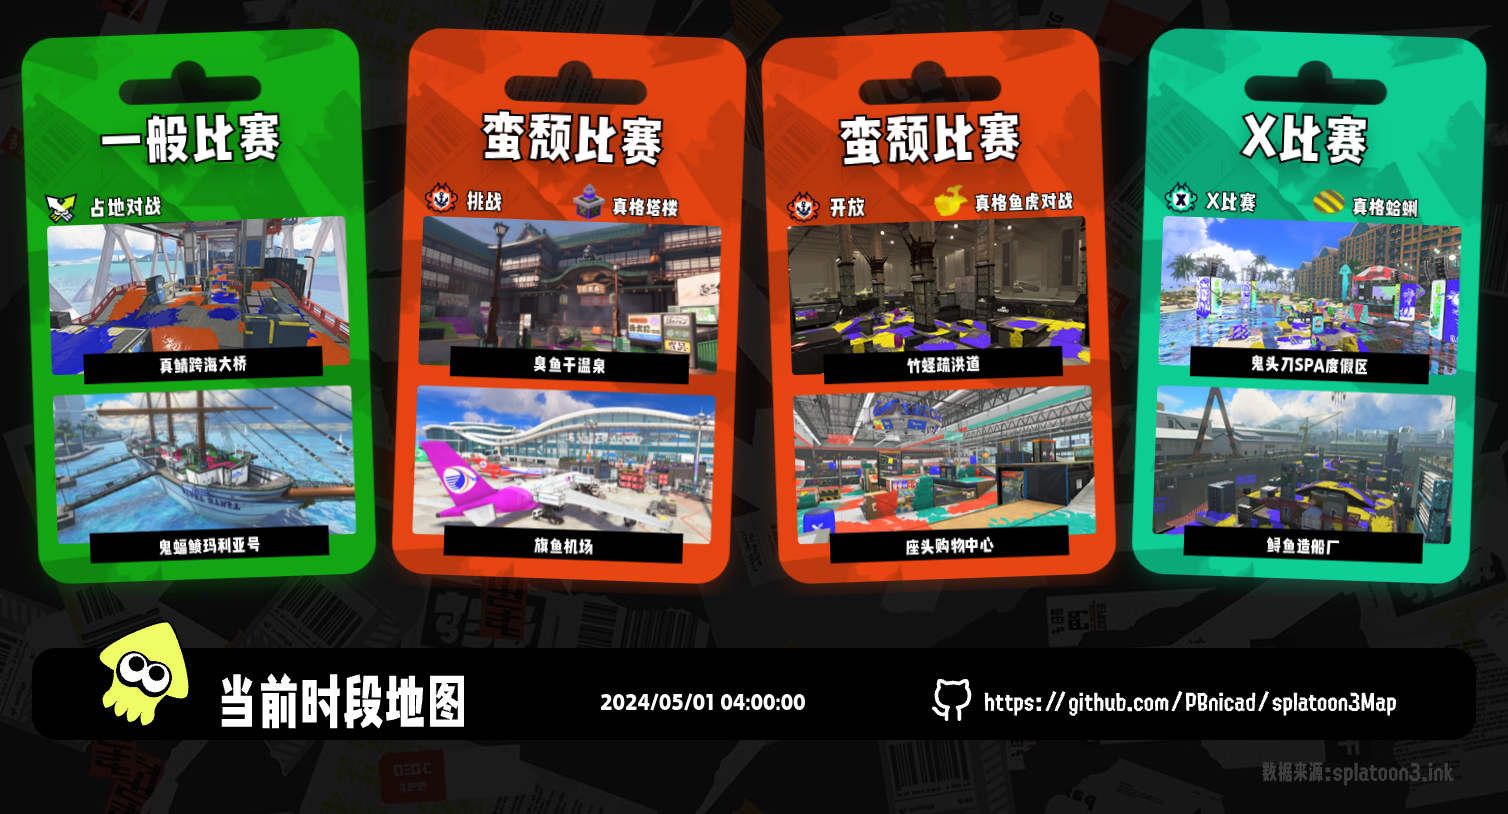 一般比赛
占地对战
真鲭跨海大桥
鬼蝠鲼玛利亚号
蛮颓比赛
挑战
真格塔楼
臭鱼干温泉
旗鱼机场
蛮颓比赛
开放
真格鱼虎对战
竹蛏疏洪道
座头购物中心
X比赛
X比赛
真格蛤蜊
鬼头刀SPA度假区
鲟鱼造船厂
当前时段地图
2024/05/01 04:00:00
https://github.com/PBnicad/splatoon3Map
数据来源:splatoon3.ink